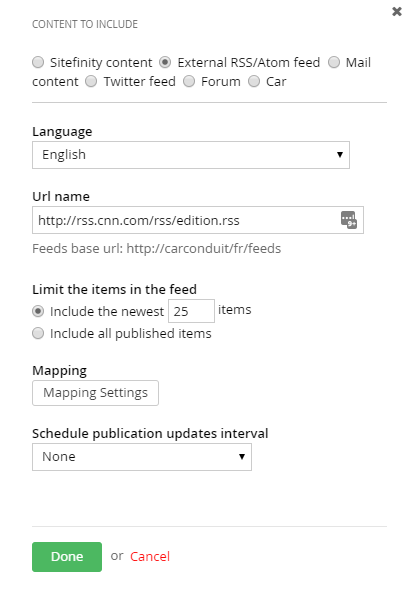 CONTENT TO INCLUDE
Sitefinity content External RSS/Atom feed Mail
content Twitter feed Forum Car
Language
English
Url name
http://rss.cnn.com/rss/edition.rss
Feeds base url: http://carconduit/fr/feeds
Limit the items in the feed
Include the newest 25 items
Include all published items
Mapping
Mapping Settings
Schedule publication updates interval
None
Done or Cancel